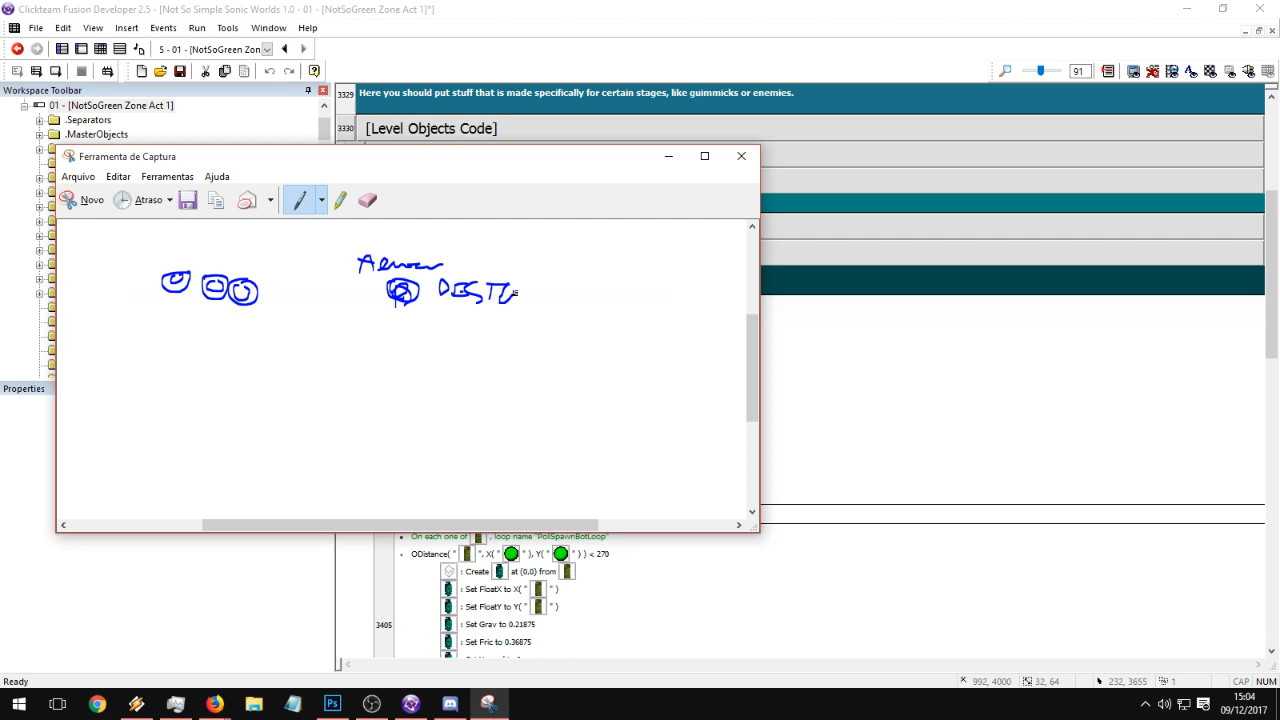 Clickteam Fusion Developer 2.5 - Not So Simple Sonic Worlds 1.0 - 01 - [NotSoGreen Zone Act 1]*]
File Edit View Insert Events Run Tools Window Help
5 - 01 - [NotSoGreen Zon
91
Workspace Toolbar
01 - [NotSoGreen Zone Act 1]
.Separators
.MasterObjects
Properties
3329 Here you should put stuff that is made specifically for certain stages, like guimmicks or enemies.
3330 [Level Objects Code]
Ferramenta de Captura
Arquivo Editar Ferramentas Ajuda
Novo Atraso
On each one of , loop name "PollSpawnBotLoop"
ODistance( " ", X( " " ), Y( " " ) ) < 270
: Create at (0,0) from
: Set FloatX to X( " " )
: Set FloatY to Y( " " )
3405 : Set Grav to 0.21875
: Set Fric to 0.36875
Ready 992, 4000 32, 64 232, 3655 1 CAP NUM
15:04
09/12/2017